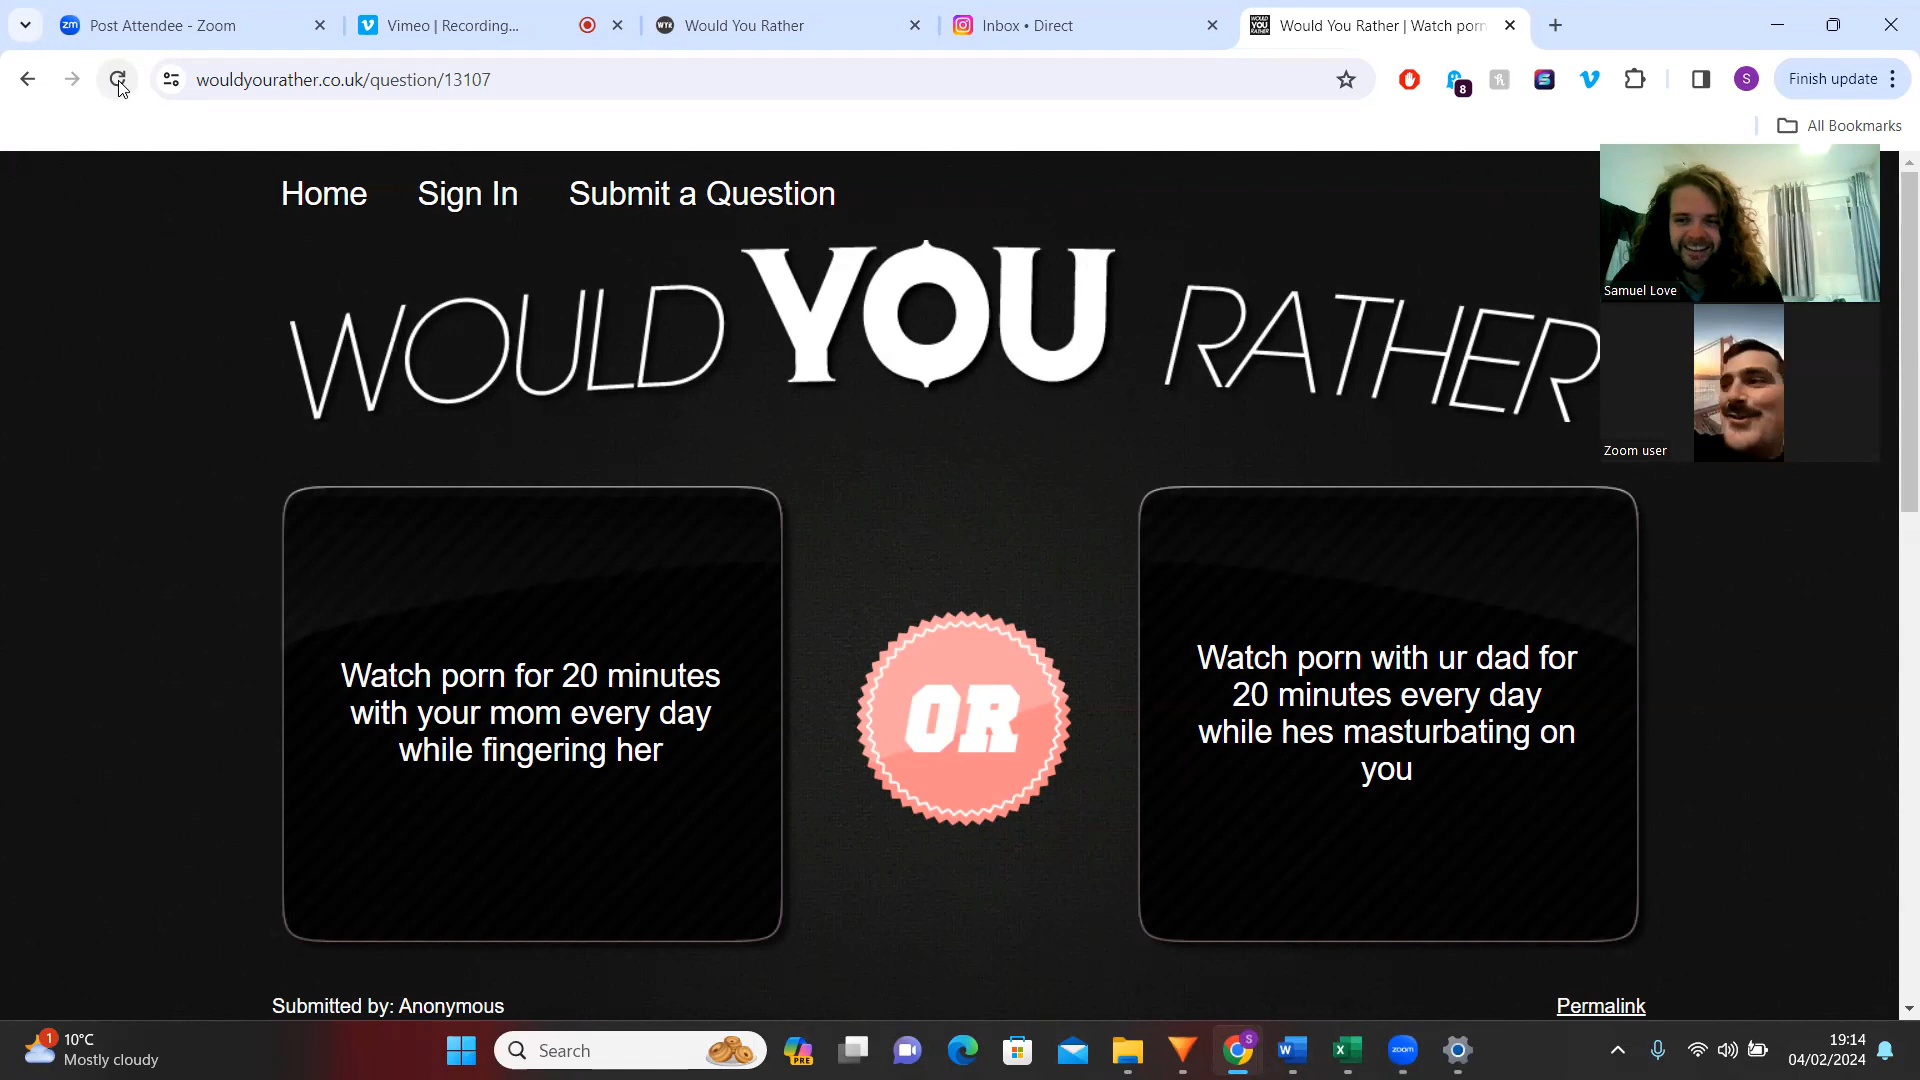 Post Attendee - Zoom
Vimeo | Recording...
Would You Rather
Inbox • Direct
Would You Rather | Watch porn
wouldyourather.co.uk/question/13107
8
S
Finish update
All Bookmarks
Home Sign In Submit a Question
WOULD YOU RATHER
Samuel Love
Zoom user
Watch porn for 20 minutes
with your mom every day
while fingering her
OR
Watch porn with ur dad for
20 minutes every day
while hes masturbating on
you
Submitted by: Anonymous
Permalink
1
10°C
Mostly cloudy
Search
PRE
19:14
04/02/2024